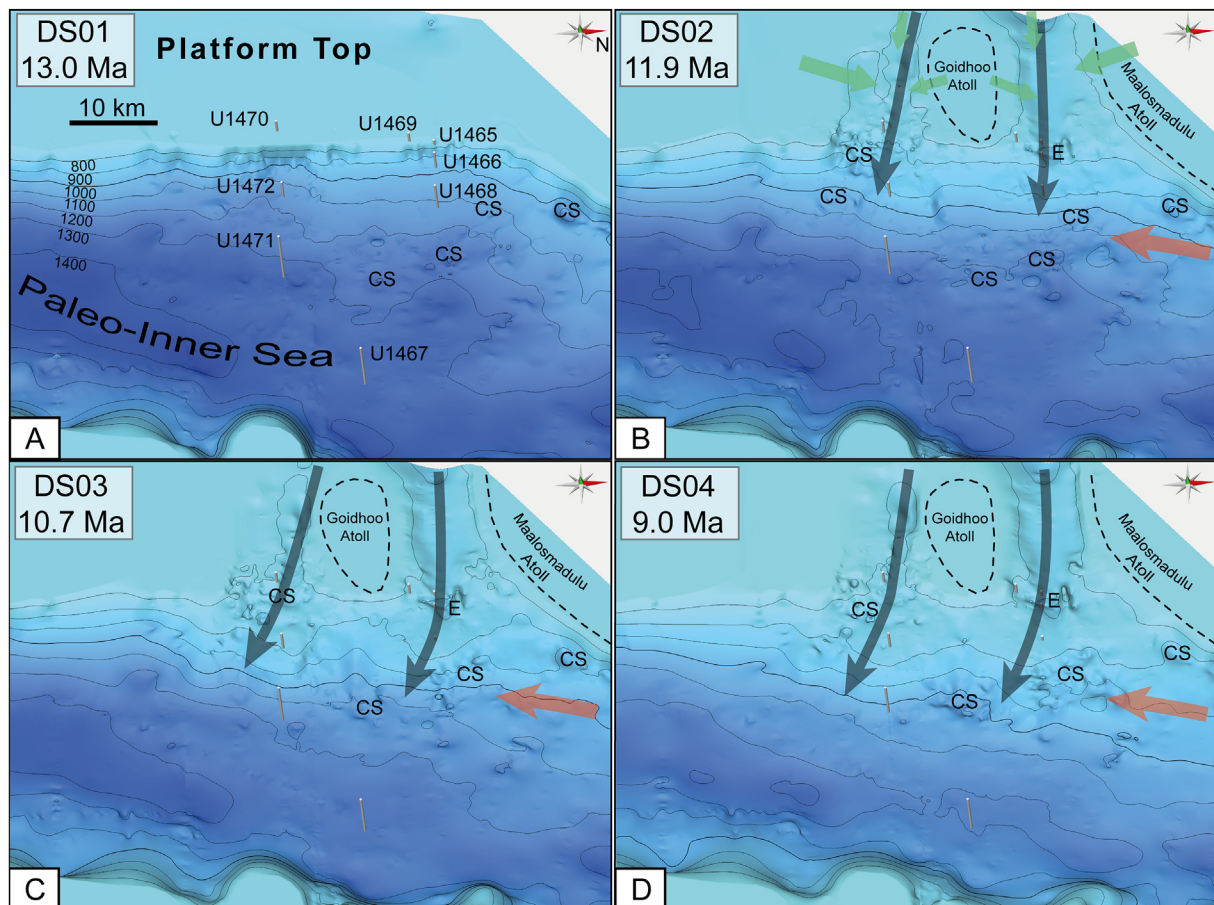 DS01
13.0 Ma
Platform Top
N
10 km
U1470
U1469
U1465
U1466
800
900
1000
1100
1200
1300
1400
U1472
U1468
CS
CS
U1471
CS
CS
Paleo-Inner Sea
U1467
A
DS02
11.9 Ma
Goidhoo
Atoll
Maalosmadulu
Atoll
CS
E
CS
CS
CS
CS
CS
B
DS03
10.7 Ma
Goidhoo
Atoll
Maalosmadulu
Atoll
CS
E
CS
CS
CS
C
DS04
9.0 Ma
Goidhoo
Atoll
Maalosmadulu
Atoll
CS
E
CS
CS
CS
D